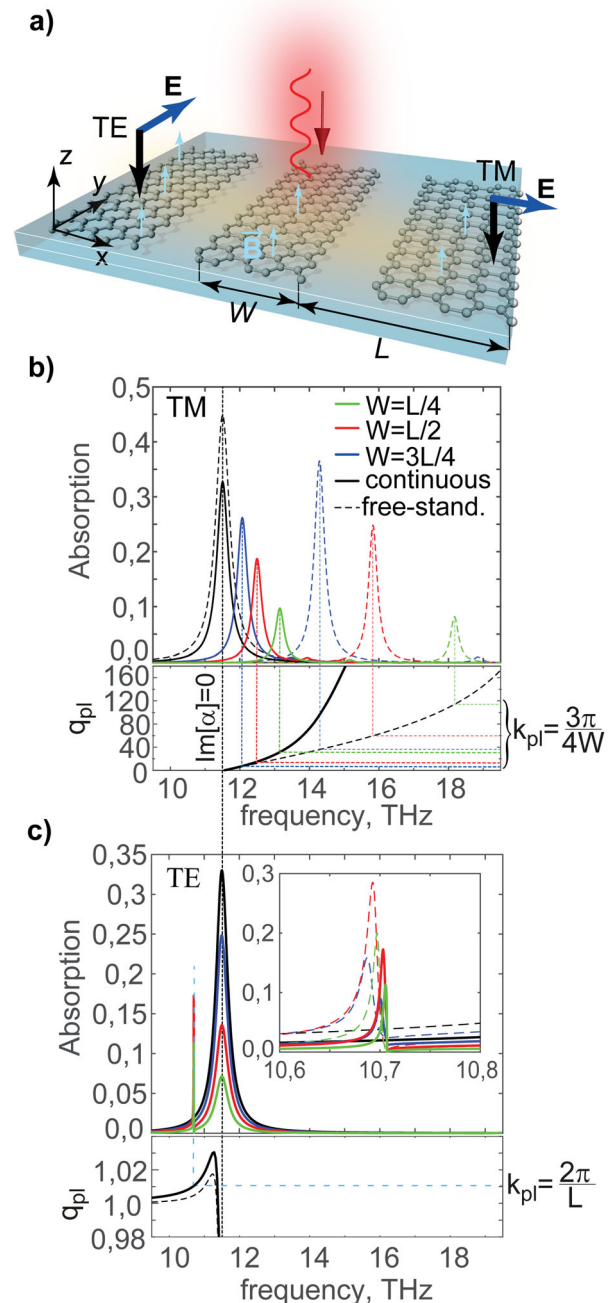 a)
E
TE
TM
E
z
y
x
B
W
L
b)
0,5
TM
W=L/4
W=L/2
W=3L/4
continuous
free-stand.
0,4
0,3
0,2
0,1
0,0
Absorption
160
120
80
40
0
q_pl
Im[α]=0
k_pl=3π/4W
10 12 14 16 18
frequency, THz
c)
0,35
TE
0,3
0,25
0,2
0,15
0,1
0,05
0,0
Absorption
0,3
0,2
0,1
0,0
10,6 10,7 10,8
1,02
1,0
0,98
q_pl
k_pl=2π/L
10 12 14 16 18
frequency, THz